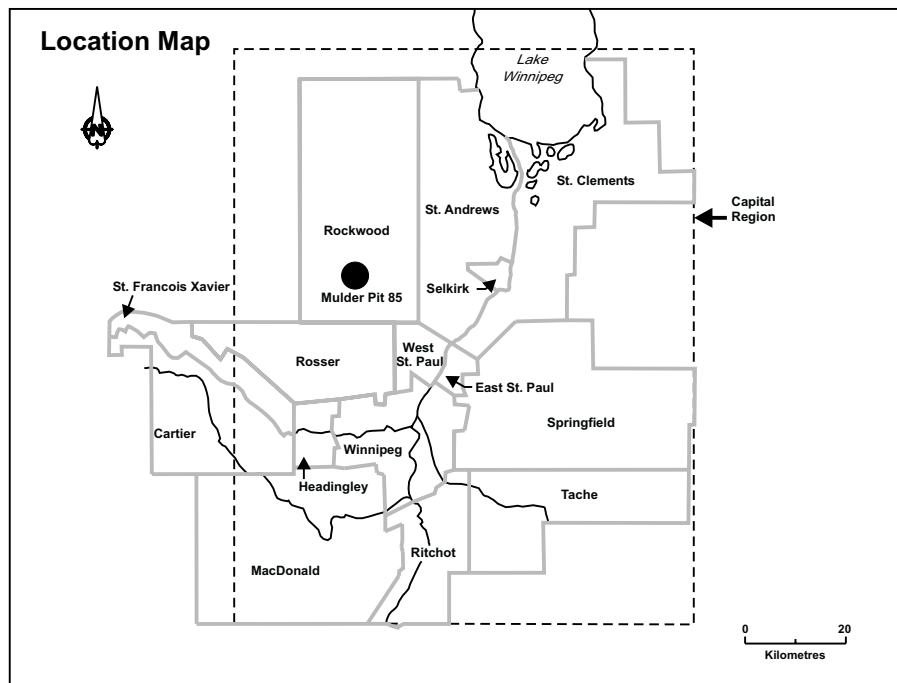 Location Map
Lake
Winnipeg
N
St. Clements
Capital
Region
St. Andrews
Rockwood
St. Francois Xavier
Selkirk
Mulder Pit 85
West
St. Paul
Rosser
East St. Paul
Springfield
Cartier
Winnipeg
Headingley
Tache
Ritchot
MacDonald
0 20
Kilometres